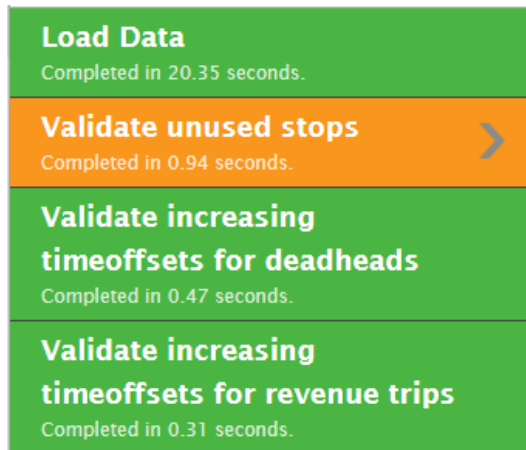 Load Data
Completed in 20.35 seconds.
Validate unused stops
Completed in 0.94 seconds.
Validate increasing
timeoffsets for deadheads
Completed in 0.47 seconds.
Validate increasing
timeoffsets for revenue trips
Completed in 0.31 seconds.